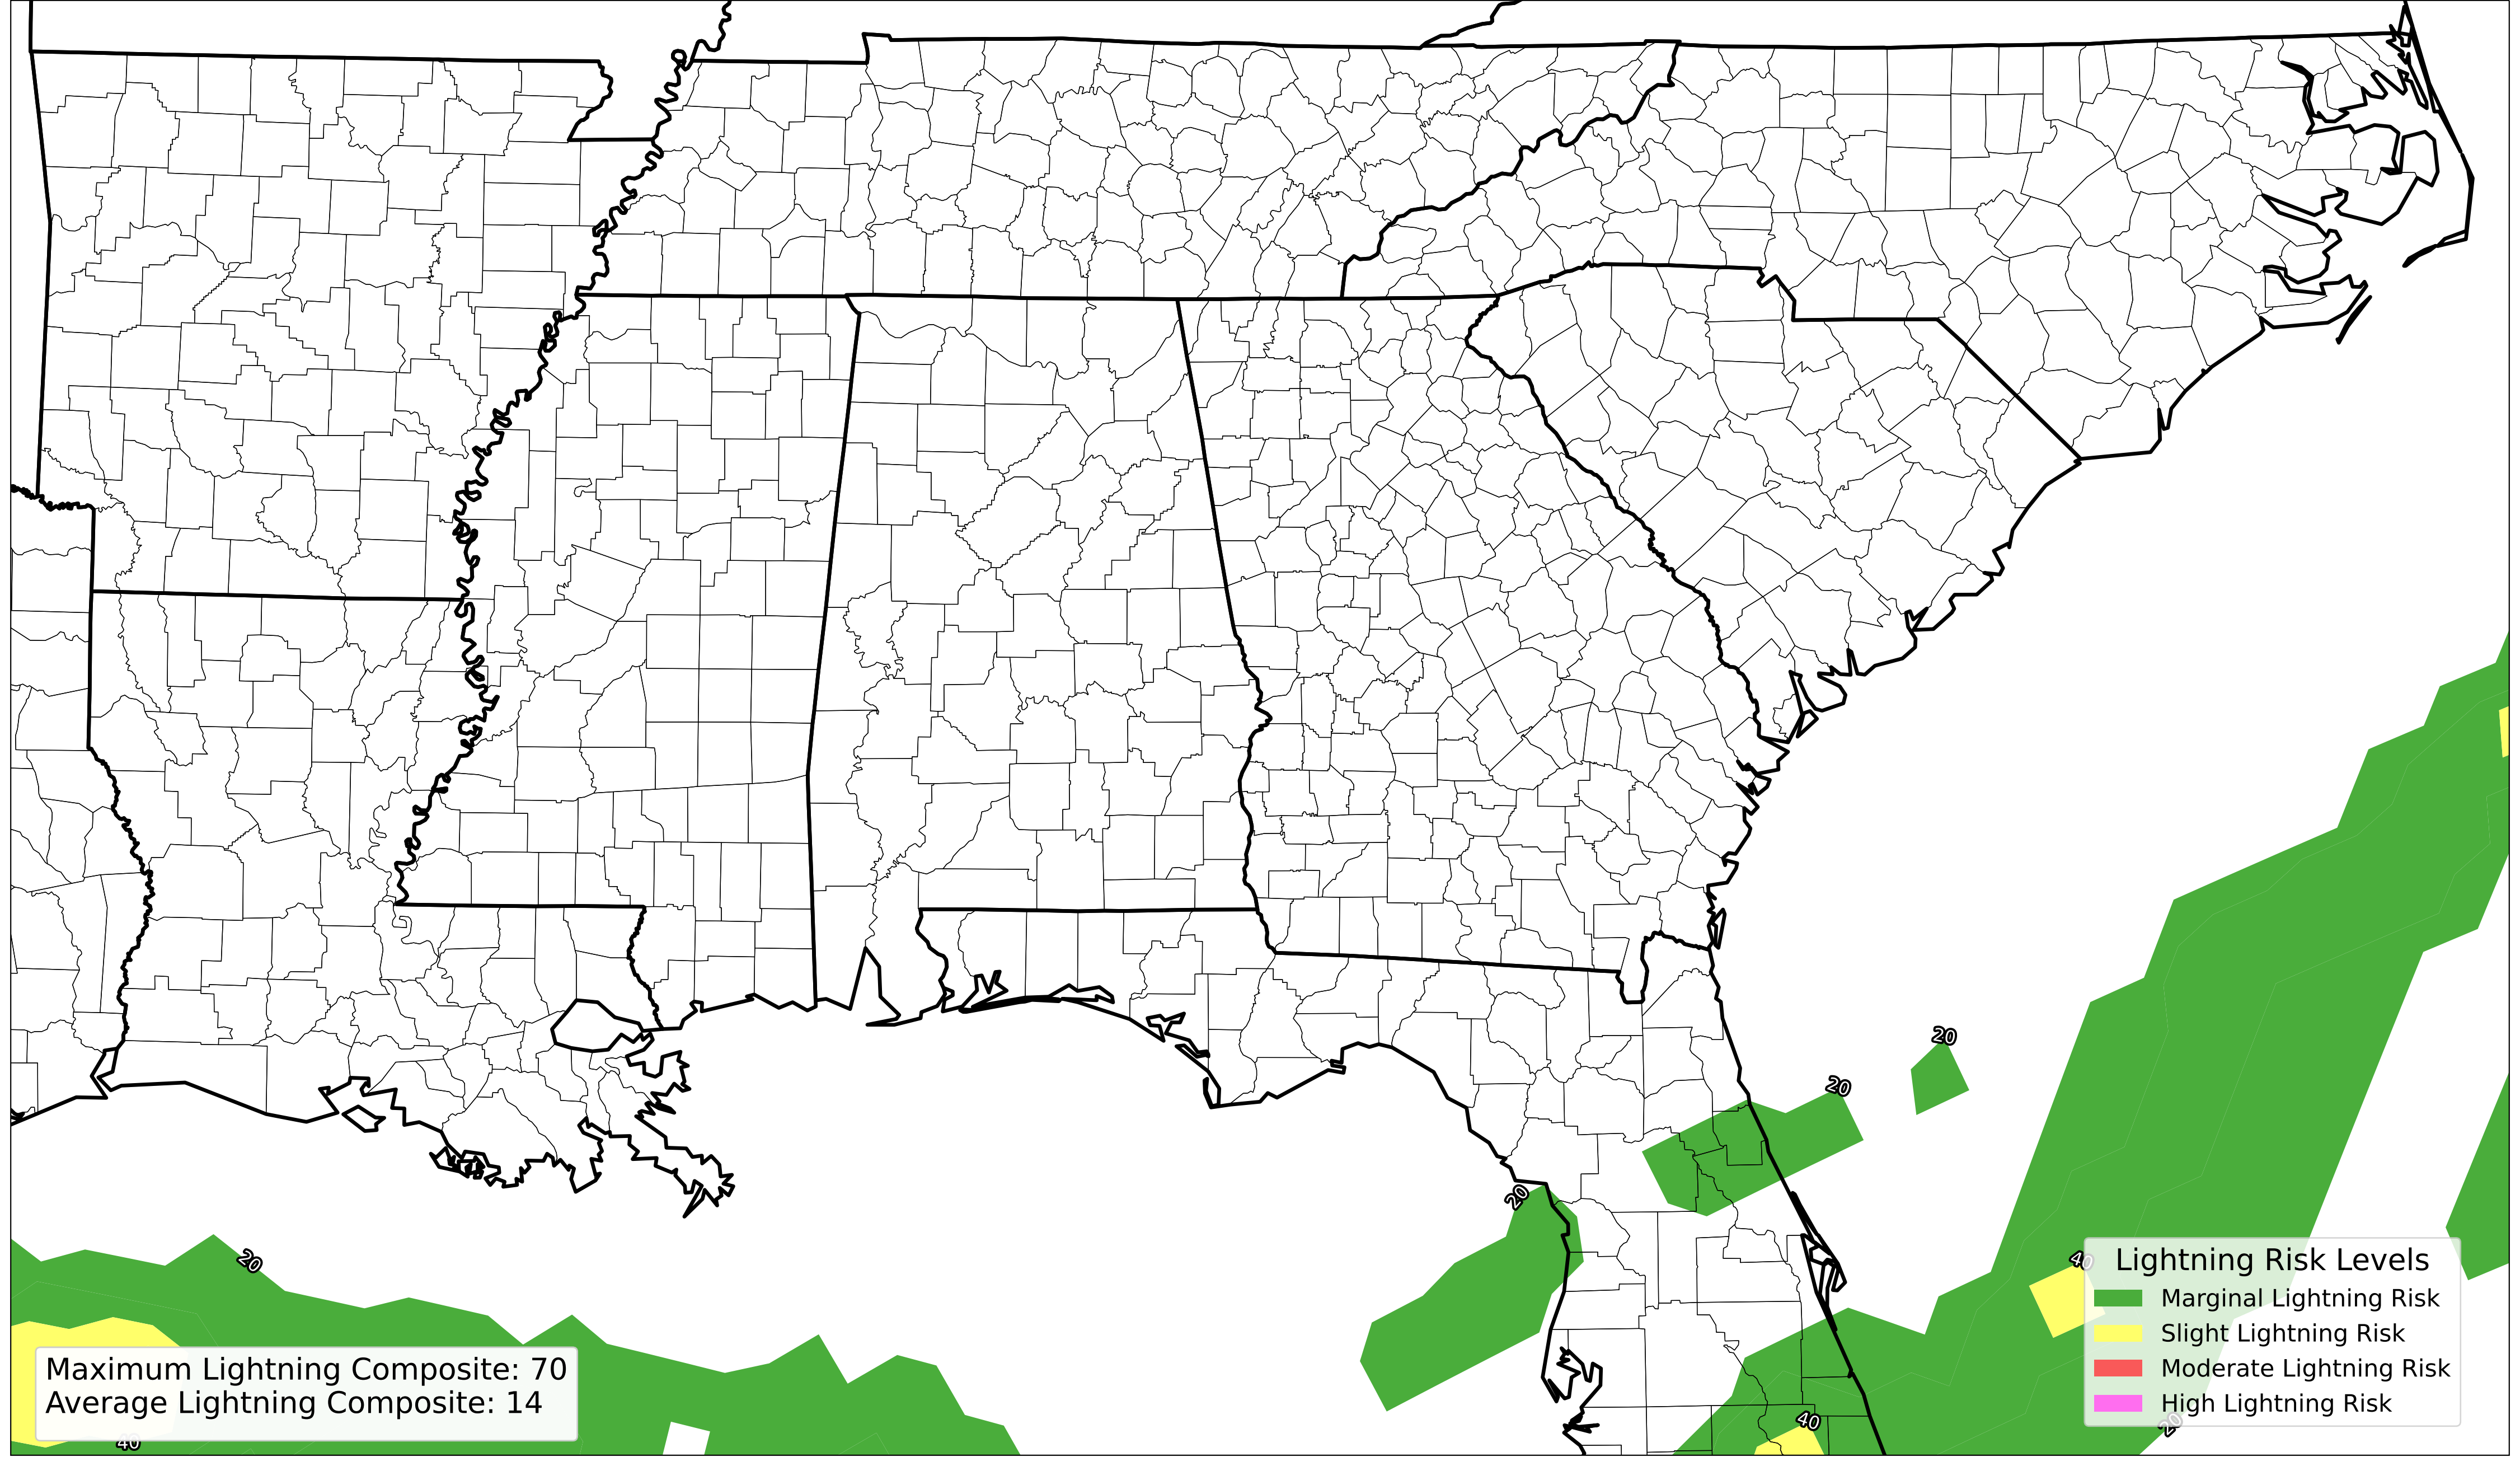 20
20
20
20
40
Lightning Risk Levels
Marginal Lightning Risk
Slight Lightning Risk
Moderate Lightning Risk
High Lightning Risk
Maximum Lightning Composite: 70
Average Lightning Composite: 14
40
40
20